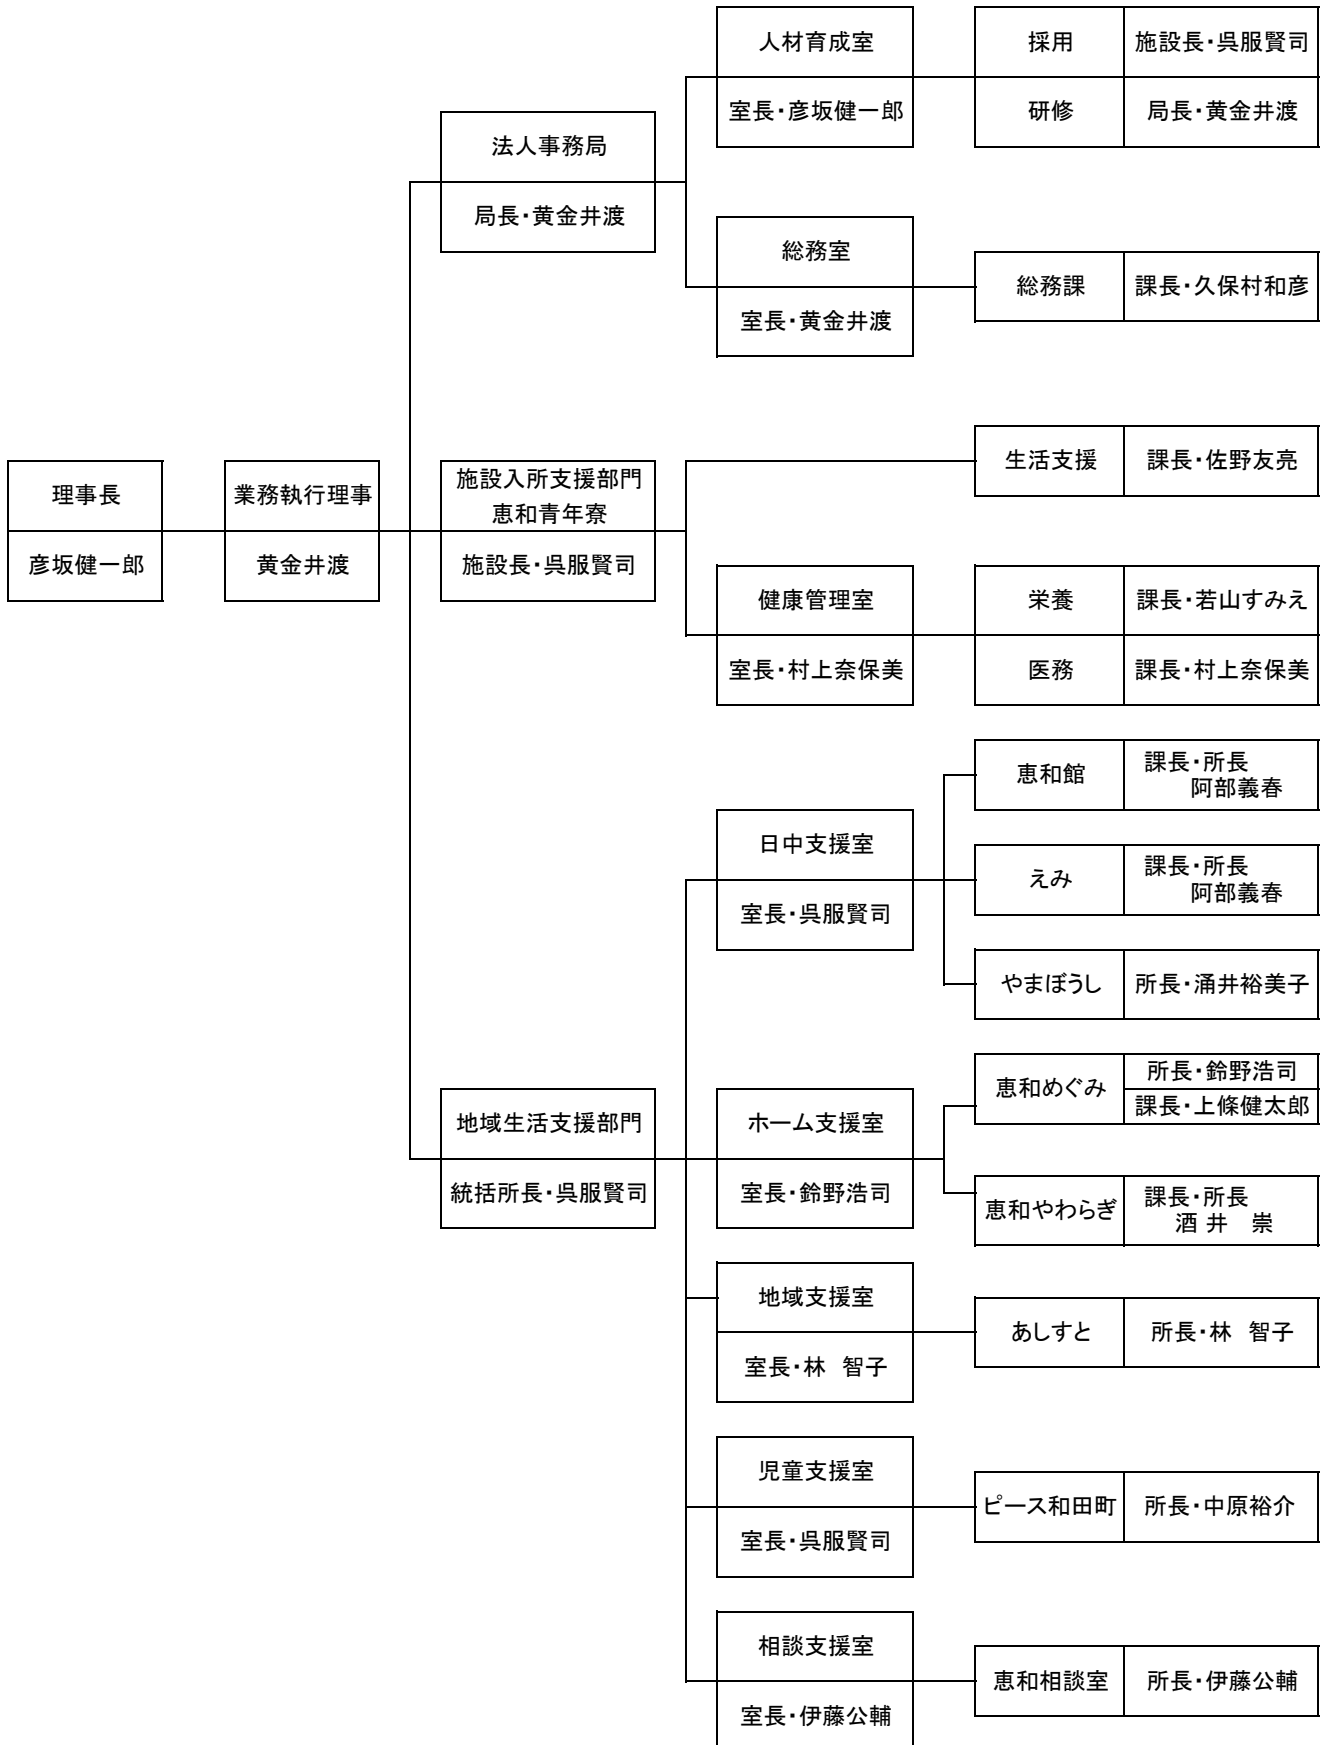 人材育成室
室長・彦坂健一郎
採用
施設長・呉服賢司
研修
局長・黄金井渡
法人事務局
局長・黄金井渡
総務室
室長・黄金井渡
総務課
課長・久保村和彦
理事長
彦坂健一郎
業務執行理事
黄金井渡
施設入所支援部門
恵和青年寮
施設長・呉服賢司
生活支援
課長・佐野友亮
健康管理室
室長・村上奈保美
栄養
課長・若山すみえ
医務
課長・村上奈保美
日中支援室
室長・呉服賢司
恵和館
課長・所長
阿部義春
えみ
課長・所長
阿部義春
やまぼうし
所長・涌井裕美子
地域生活支援部門
統括所長・呉服賢司
ホーム支援室
室長・鈴野浩司
恵和めぐみ
所長・鈴野浩司
課長・上條健太郎
恵和やわらぎ
課長・所長
酒井 崇
地域支援室
室長・林 智子
あしすと
所長・林 智子
児童支援室
室長・呉服賢司
ピース和田町
所長・中原裕介
相談支援室
室長・伊藤公輔
恵和相談室
所長・伊藤公輔